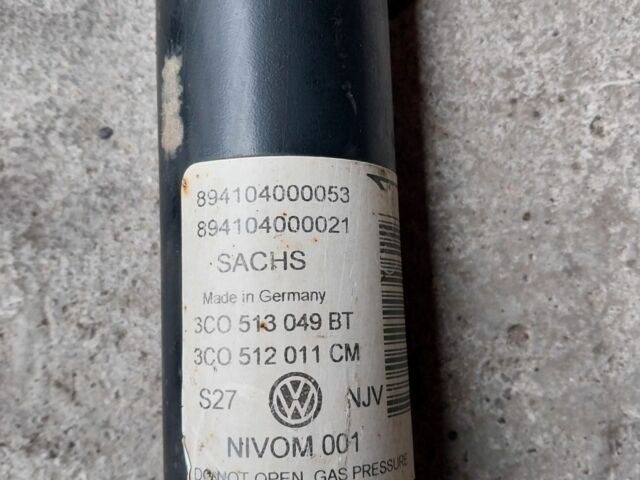 894104000053
894104000021
SACHS
Made in Germany
3C0 513 049 BT
3C0 512 011 CM
S27 VW NJV
NIVOM 001
(DO NOT OPEN, GAS PRESSURE